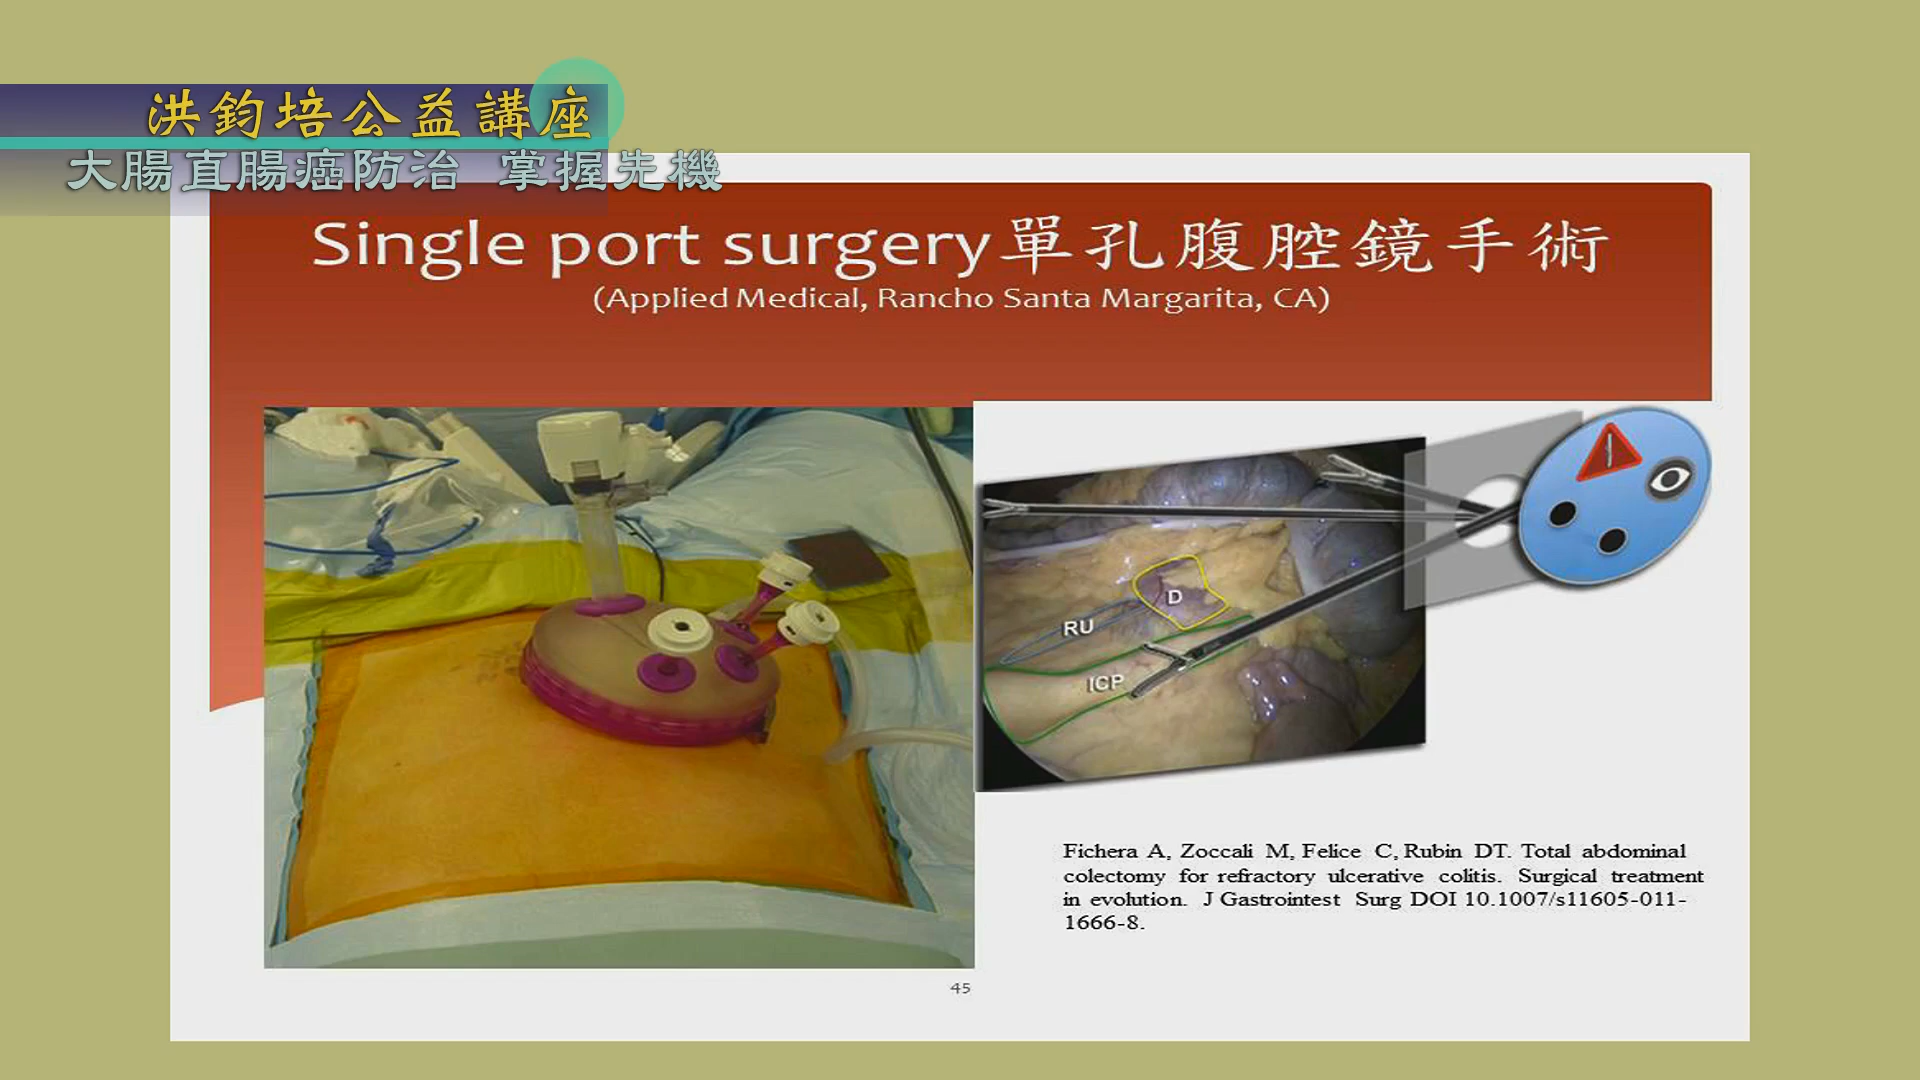 洪鈞培公益講座
大腸直腸癌防治 掌握先機
Single port surgery單孔腹腔鏡手術
(Applied Medical, Rancho Santa Margarita, CA)
D
RU
ICP
Fichera A, Zoccali M, Felice C, Rubin DT. Total abdominal
colectomy for refractory ulcerative colitis. Surgical treatment
in evolution. J Gastrointest Surg DOI 10.1007/s11605-011-
1666-8.
45